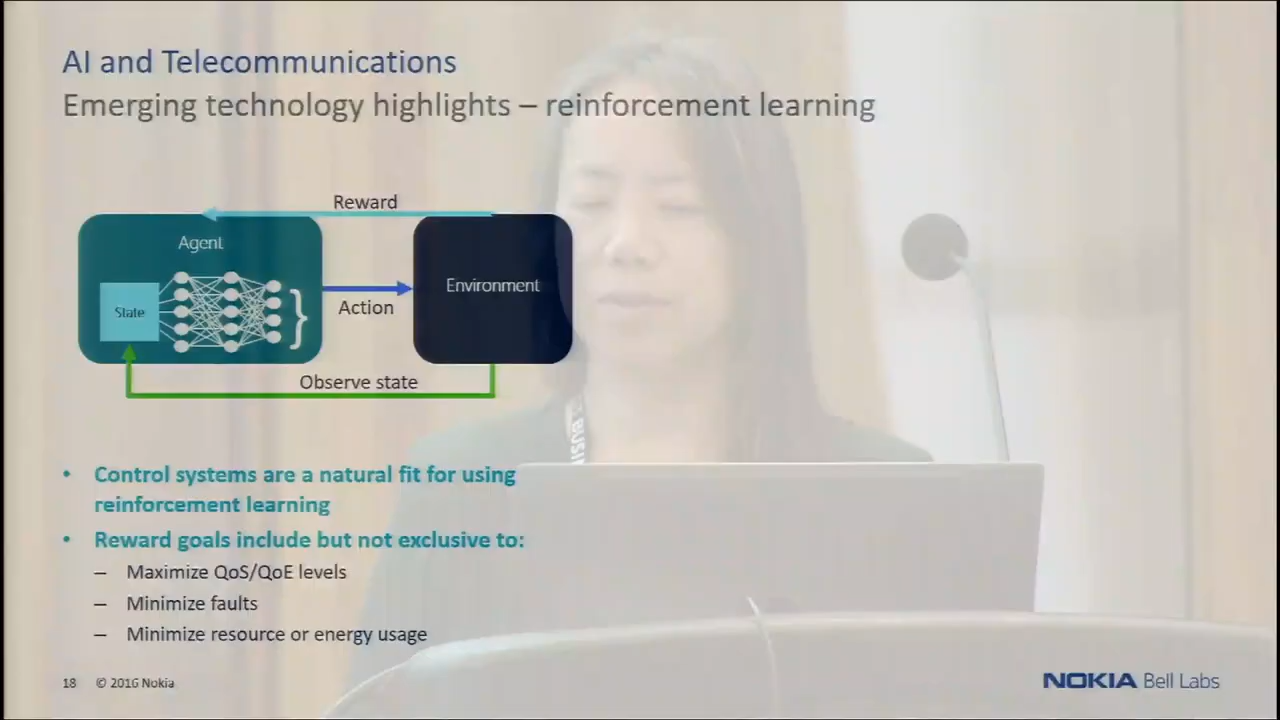 AI and Telecommunications
Emerging technology highlights – reinforcement learning
Reward
Agent
State
Action
Environment
Observe state
• Control systems are a natural fit for using
reinforcement learning
• Reward goals include but not exclusive to:
– Maximize QoS/QoE levels
– Minimize faults
– Minimize resource or energy usage
18 © 2016 Nokia
NOKIA Bell Labs
BUSI